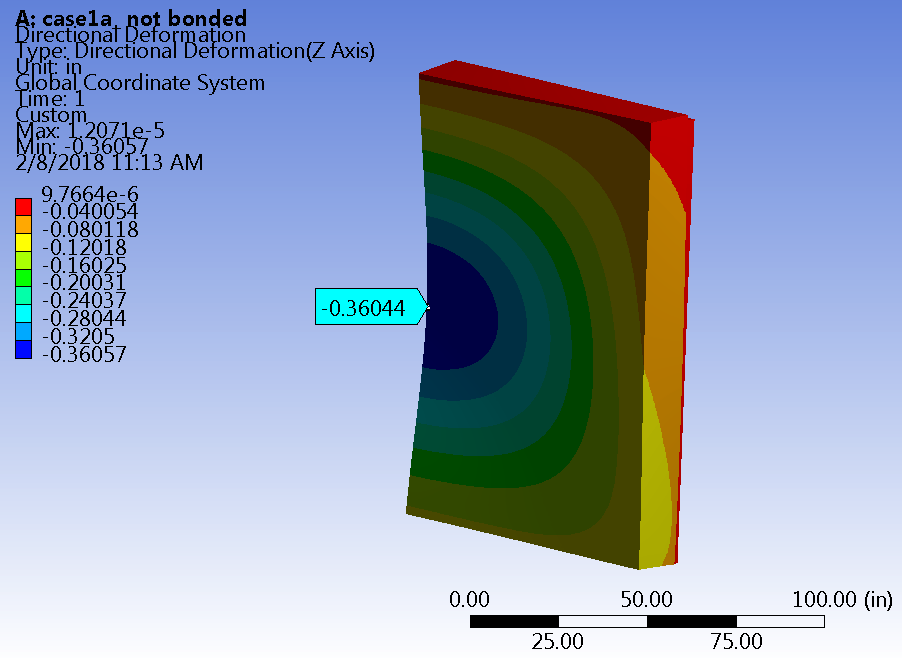 A: case1a_not bonded
Directional Deformation
Type: Directional Deformation(Z Axis)
Unit: in
Global Coordinate System
Time: 1
Custom
Max: 1.2071e-5
Min: -0.36057
2/8/2018 11:13 AM
9.7664e-6
-0.040054
-0.080118
-0.12018
-0.16025
-0.20031
-0.24037
-0.28044
-0.3205
-0.36057
-0.36044
0.00 50.00 100.00 (in)
25.00 75.00